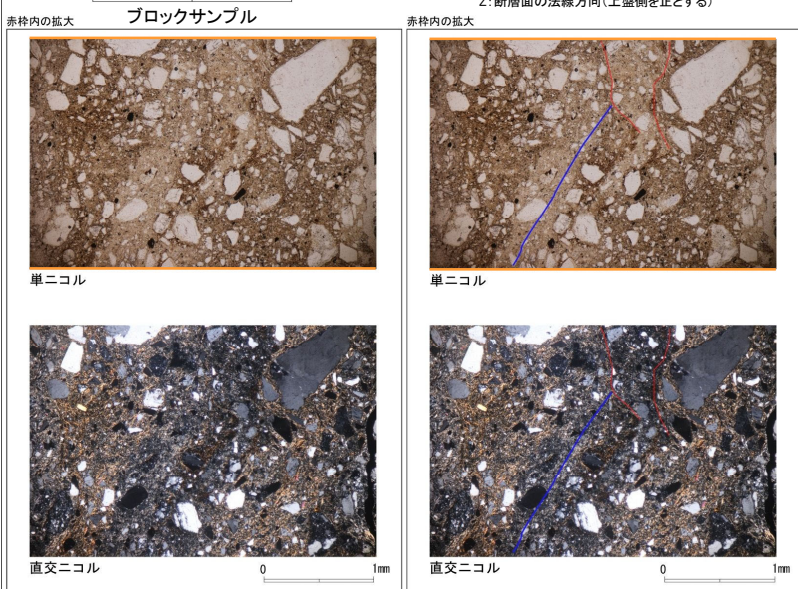 Z:断層面の法線方向(上盤側を正とする)
赤枠内の拡大
ブロックサンプル
赤枠内の拡大
単ニコル
単ニコル
直交ニコル
0 1mm
直交ニコル
0 1mm